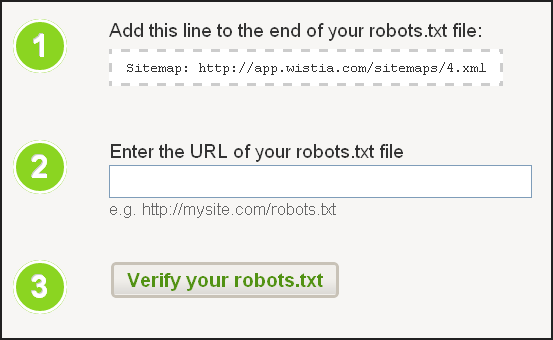 1
Add this line to the end of your robots.txt file:
Sitemap: http://app.wistia.com/sitemaps/4.xml
2
Enter the URL of your robots.txt file
e.g. http://mysite.com/robots.txt
3
Verify your robots.txt